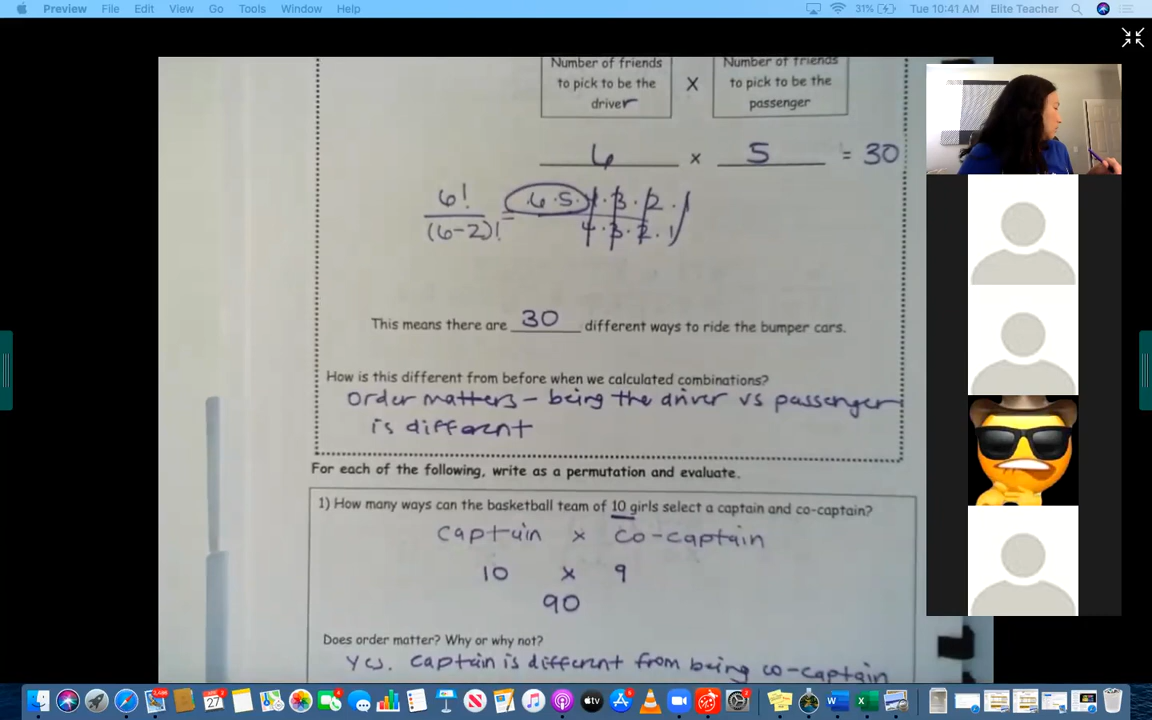 Preview File Edit View Go Tools Window Help 31% Tue 10:41 AM Elite Teacher
Number of friends to pick to be the driver
X
Number of friends to pick to be the passenger
6 x 5 = 30
6! / (6-2)! = 6·5·4·3·2·1 / 4·3·2·1
This means there are 30 different ways to ride the bumper cars.
How is this different from before when we calculated combinations?
Order matters - being the driver vs passenger
is different
For each of the following, write as a permutation and evaluate.
1) How many ways can the basketball team of 10 girls select a captain and co-captain?
captain x co-captain
10 x 9
90
Does order matter? Why or why not?
Yes. Captain is different from being co-captain